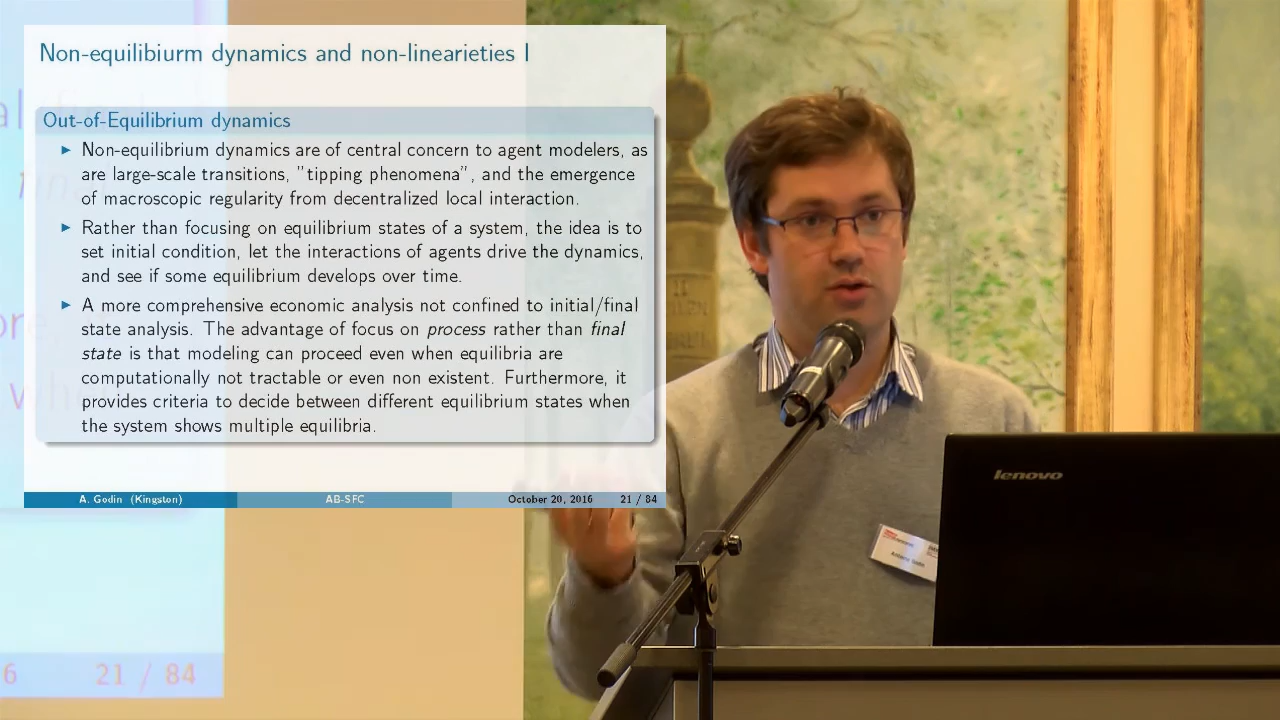 Non-equilibiurm dynamics and non-linearieties I
Out-of-Equilibrium dynamics
Non-equilibrium dynamics are of central concern to agent modelers, as
are large-scale transitions, "tipping phenomena", and the emergence
of macroscopic regularity from decentralized local interaction.
Rather than focusing on equilibrium states of a system, the idea is to
set initial condition, let the interactions of agents drive the dynamics,
and see if some equilibrium develops over time.
A more comprehensive economic analysis not confined to initial/final
state analysis. The advantage of focus on process rather than final
state is that modeling can proceed even when equilibria are
computationally not tractable or even non existent. Furthermore, it
provides criteria to decide between different equilibrium states when
the system shows multiple equilibria.
A. Godin (Kingston) AB-SFC October 20, 2016 21 / 84
6 21 / 84
lenovo